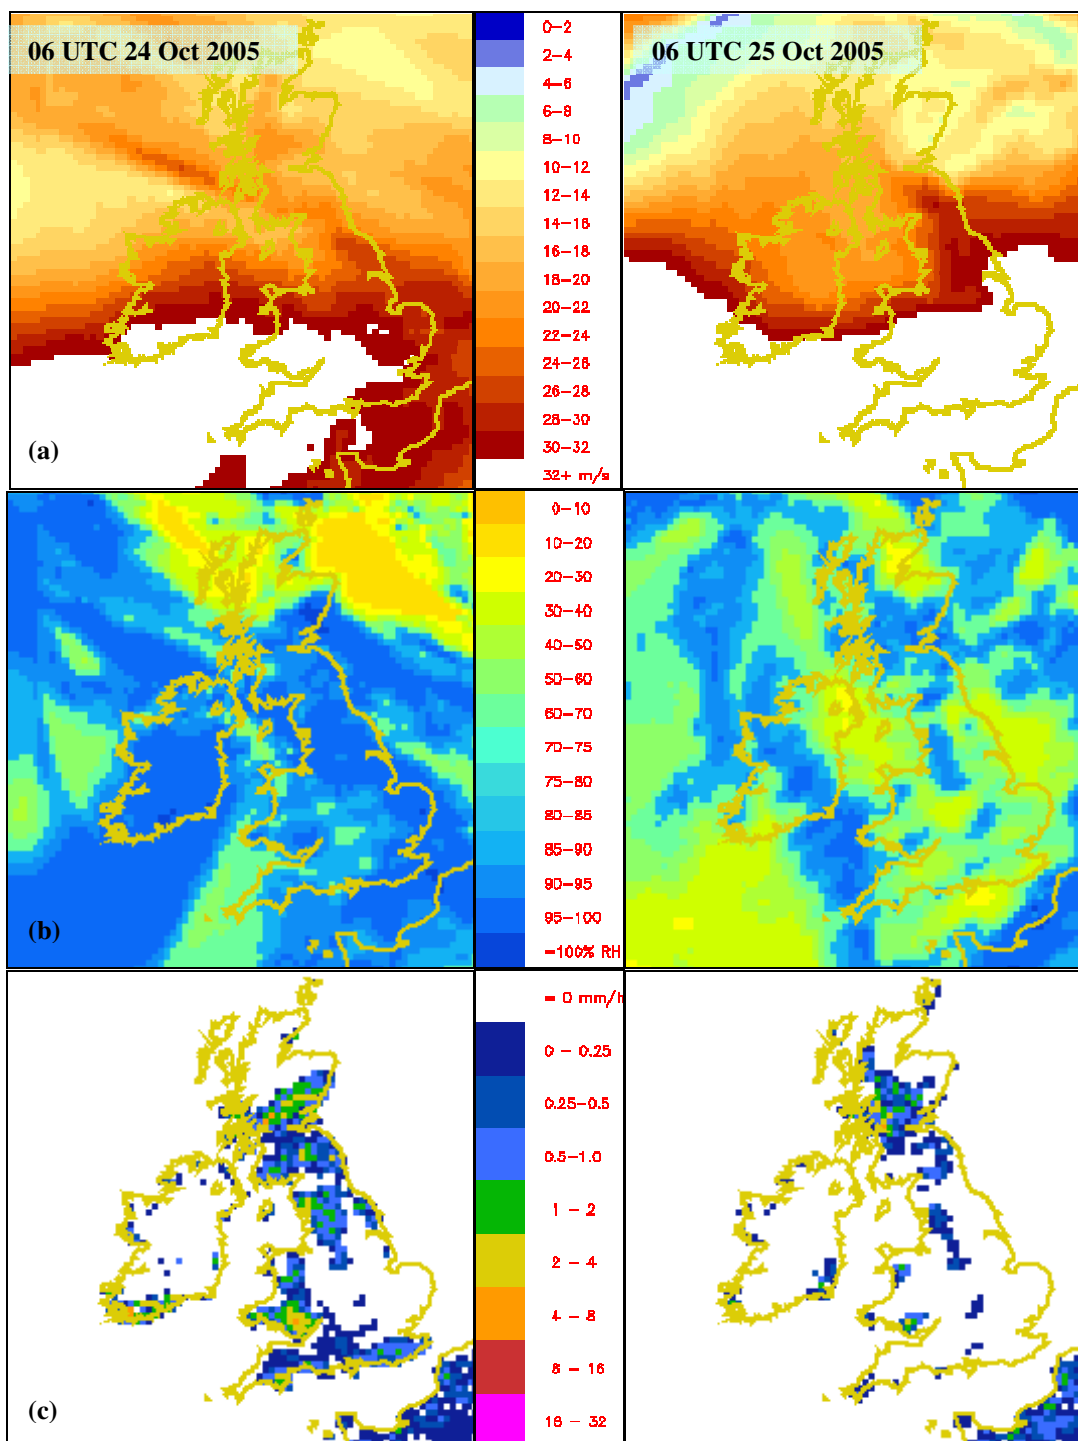 06 UTC 24 Oct 2005
06 UTC 25 Oct 2005
0-2
2-4
4-6
6-8
8-10
10-12
12-14
14-16
16-18
18-20
20-22
22-24
24-26
26-28
28-30
30-32
32+ m/s
(a)
0-10
10-20
20-30
30-40
40-50
50-60
60-70
70-75
75-80
80-85
85-90
90-95
95-100
=100% RH
(b)
= 0 mm/h
0 - 0.25
0.25-0.5
0.5-1.0
1 - 2
2 - 4
4 - 8
8 - 16
16 - 32
(c)